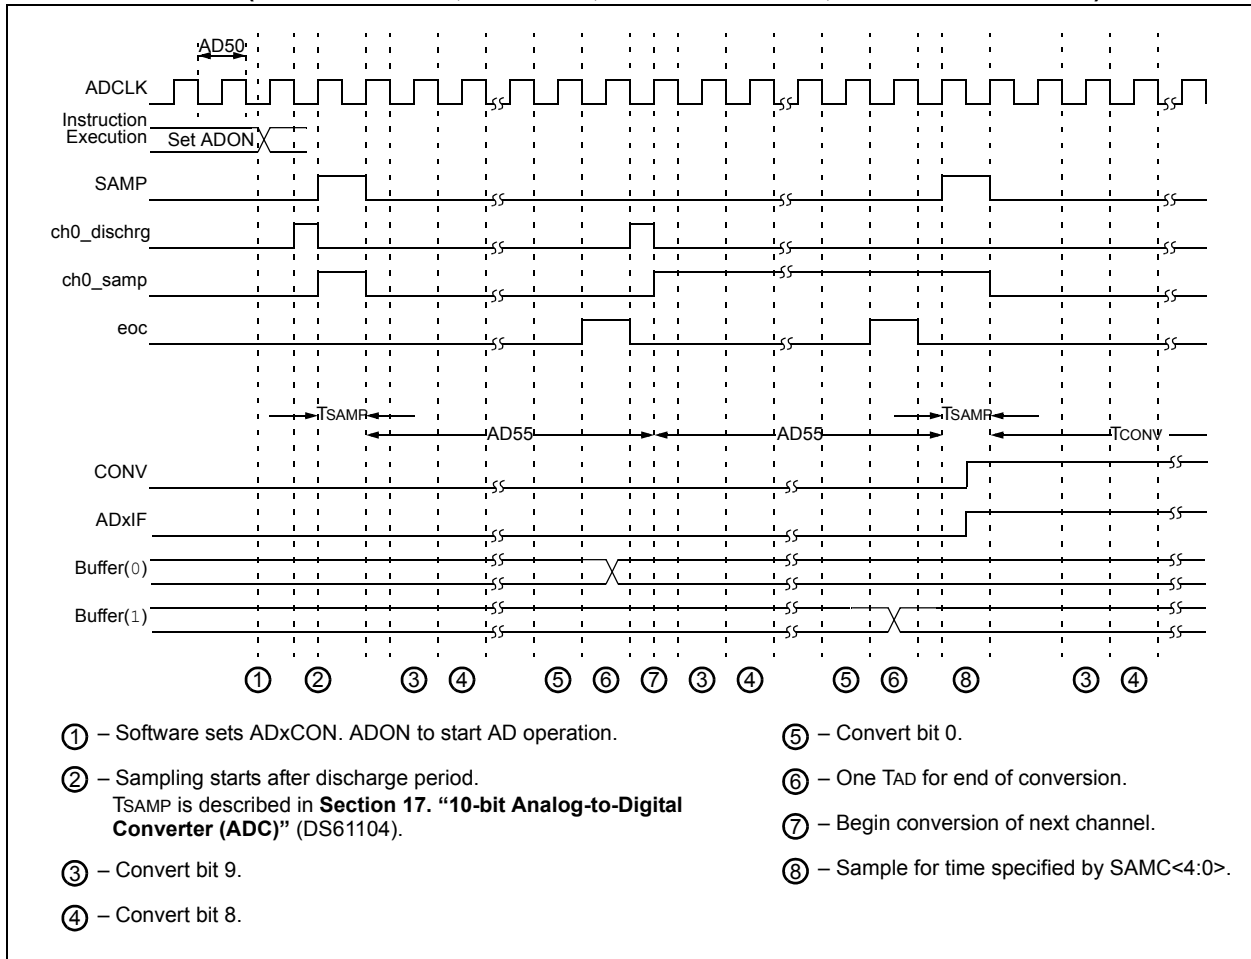 AD50
ADCLK
Instruction
Execution
Set ADON
SAMP
ch0_dischrg
ch0_samp
eoc
TSAMP
TSAMP
AD55
AD55
TCONV
CONV
ADxIF
Buffer(0)
Buffer(1)
1 2 3 4 5 6 7 3 4 5 6 8 3 4
1 – Software sets ADxCON. ADON to start AD operation.
2 – Sampling starts after discharge period.
TSAMP is described in Section 17. “10-bit Analog-to-Digital
Converter (ADC)” (DS61104).
3 – Convert bit 9.
4 – Convert bit 8.
5 – Convert bit 0.
6 – One TAD for end of conversion.
7 – Begin conversion of next channel.
8 – Sample for time specified by SAMC<4:0>.